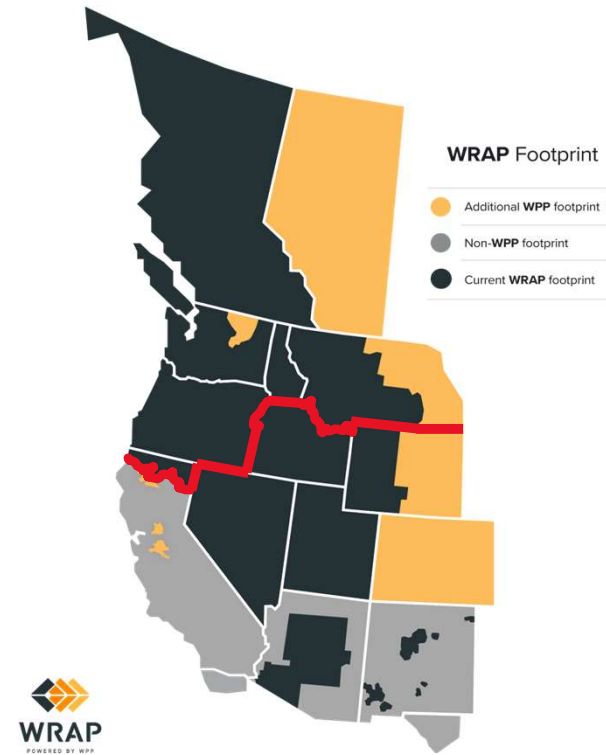 WRAP Footprint
Additional WPP footprint
Non-WPP footprint
Current WRAP footprint
WRAP
POWERED BY WPP